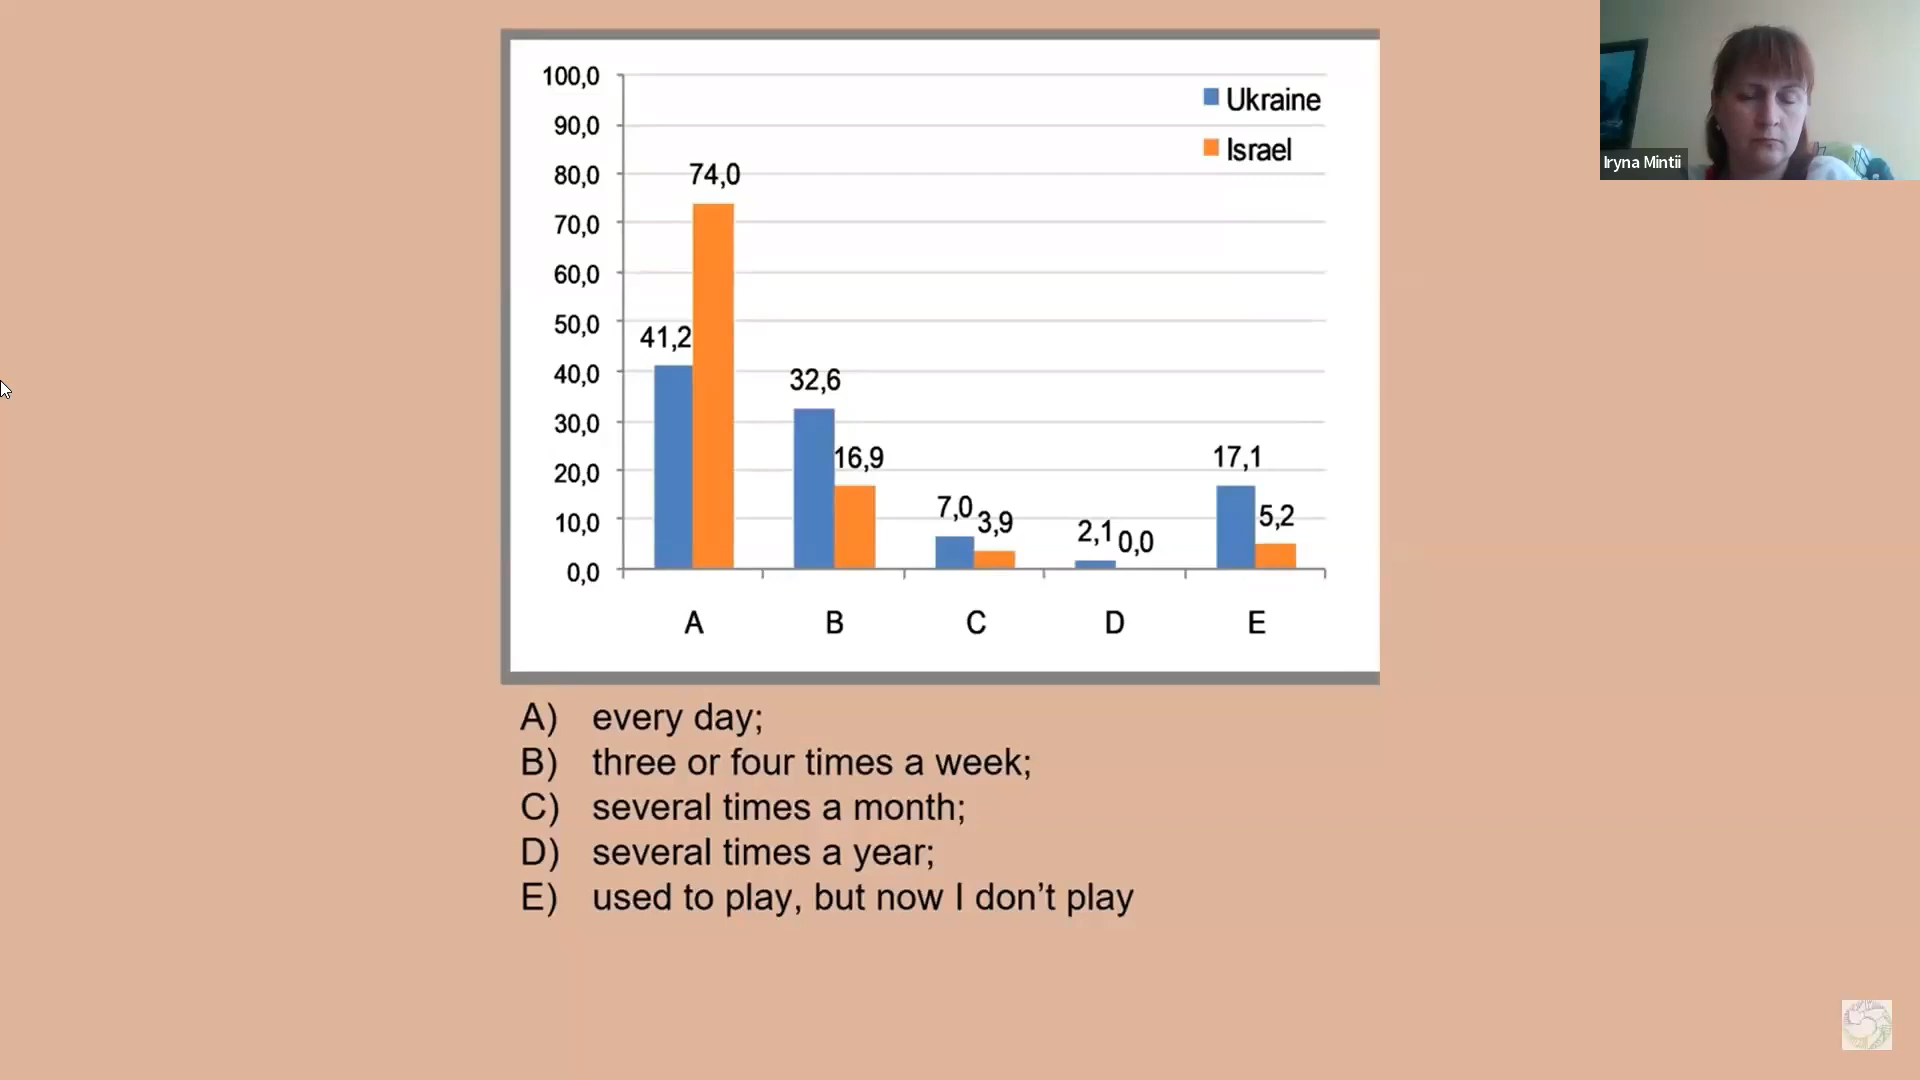 100,0
90,0
80,0
70,0
60,0
50,0
40,0
30,0
20,0
10,0
0,0
Ukraine
Israel
41,2
74,0
32,6
16,9
7,0
3,9
2,1
0,0
17,1
5,2
A B C D E
A) every day;
B) three or four times a week;
C) several times a month;
D) several times a year;
E) used to play, but now I don’t play
Iryna Mintii